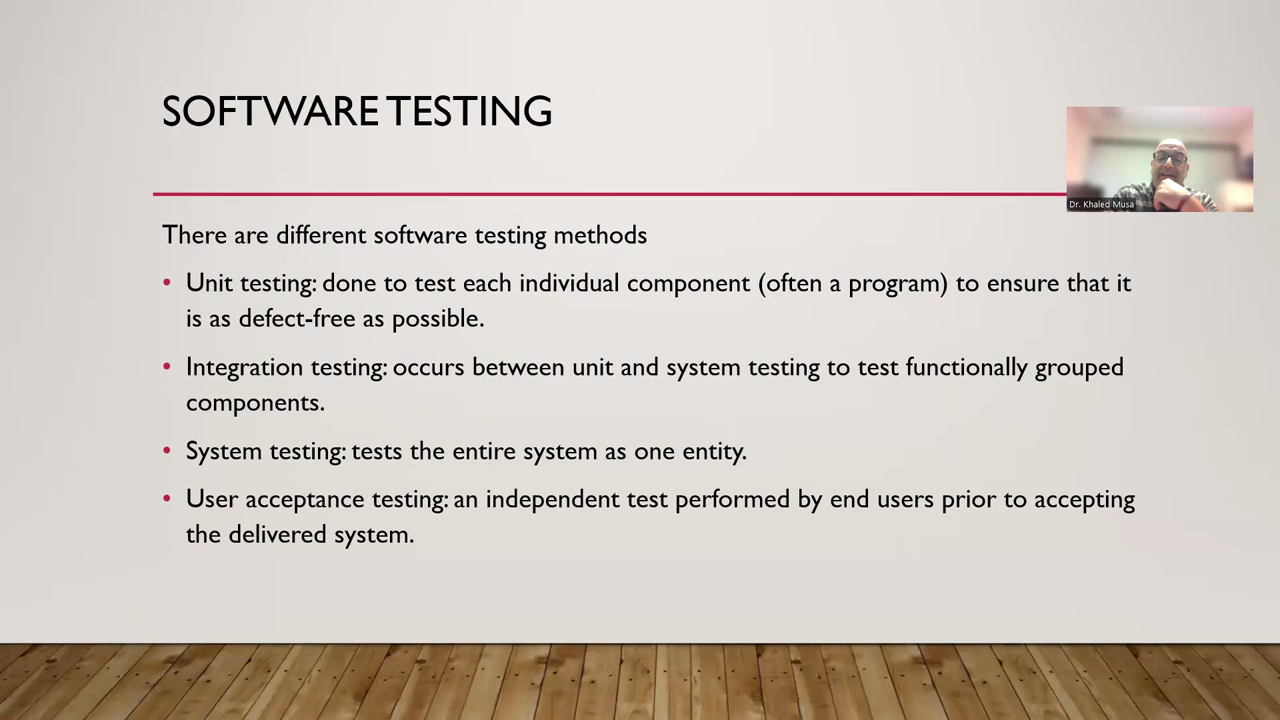 SOFTWARE TESTING
Dr. Khaled Musa
There are different software testing methods
• Unit testing: done to test each individual component (often a program) to ensure that it
is as defect-free as possible.
• Integration testing: occurs between unit and system testing to test functionally grouped
components.
• System testing: tests the entire system as one entity.
• User acceptance testing: an independent test performed by end users prior to accepting
the delivered system.